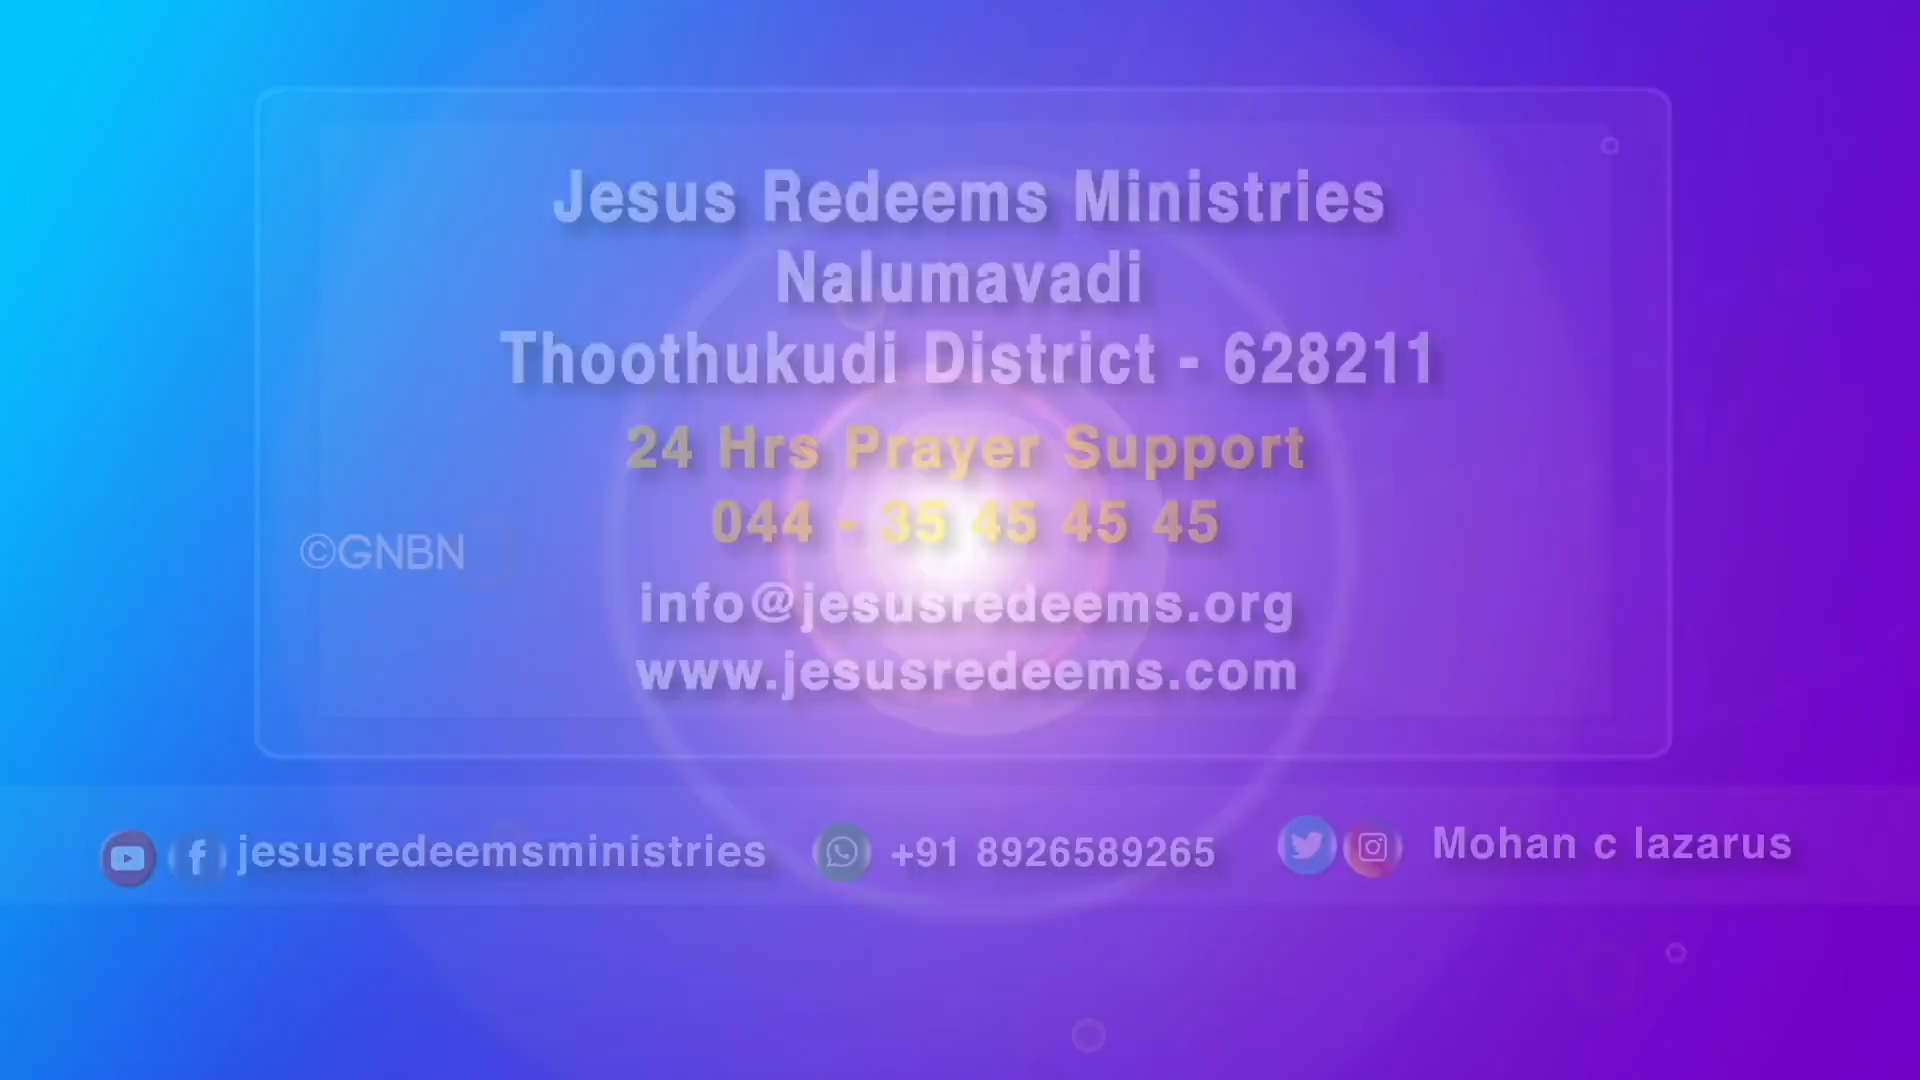 Jesus Redeems Ministries
Nalumavadi
Thoothukudi District - 628211
24 Hrs Prayer Support
044 - 35 45 45 45
©GNBN
info@jesusredeems.org
www.jesusredeems.com
jesusredeemsministries
+91 8926589265
Mohan c lazarus